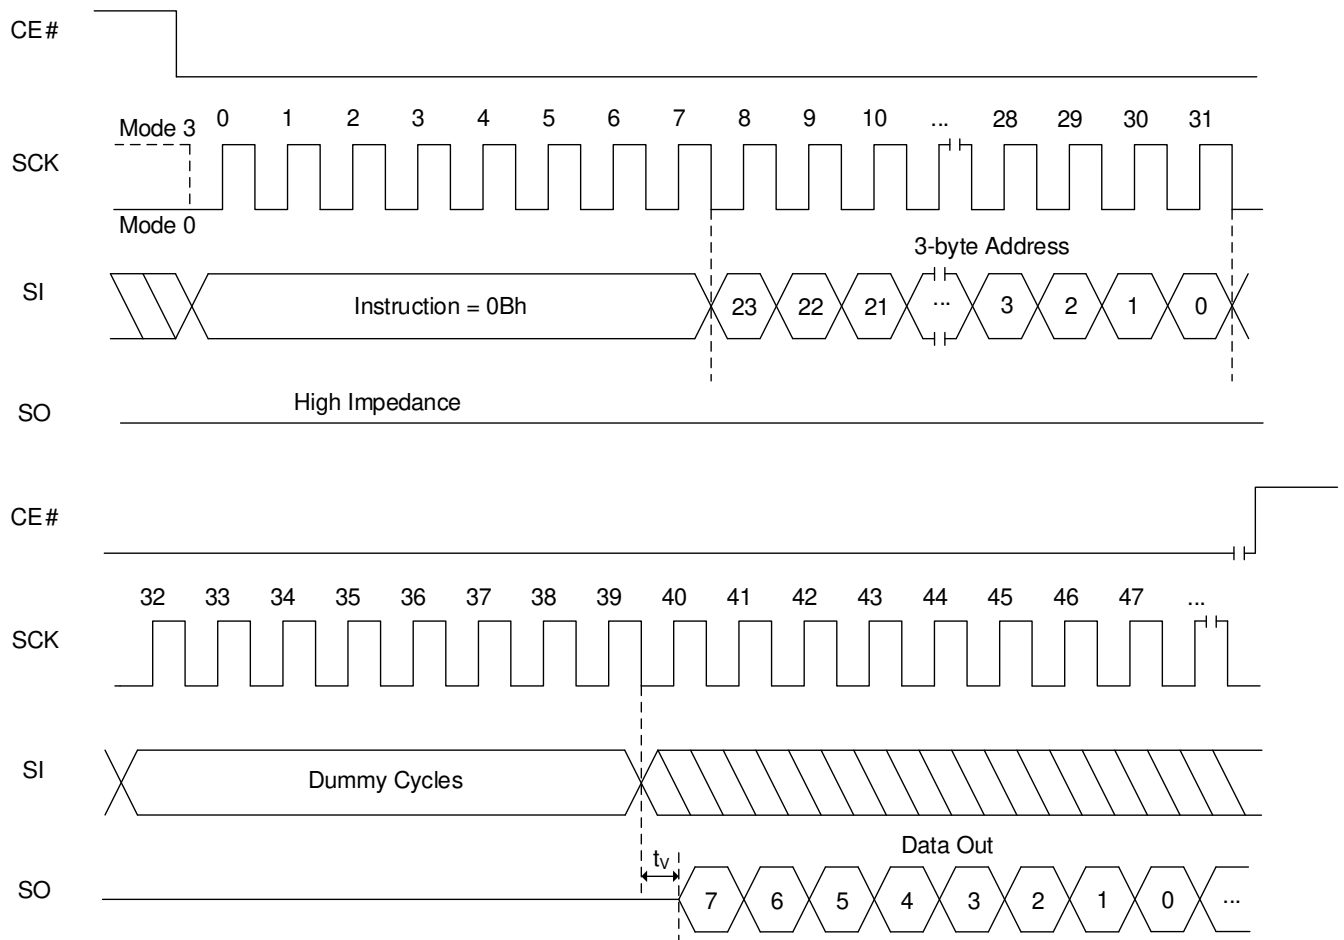 CE#
Mode 3
0 1 2 3 4 5 6 7 8 9 10 ... 28 29 30 31
SCK
Mode 0
3-byte Address
SI
Instruction = 0Bh
23 22 21 ... 3 2 1 0
High Impedance
SO
CE#
32 33 34 35 36 37 38 39 40 41 42 43 44 45 46 47 ...
SCK
SI
Dummy Cycles
Data Out
tV
SO
7 6 5 4 3 2 1 0 ...